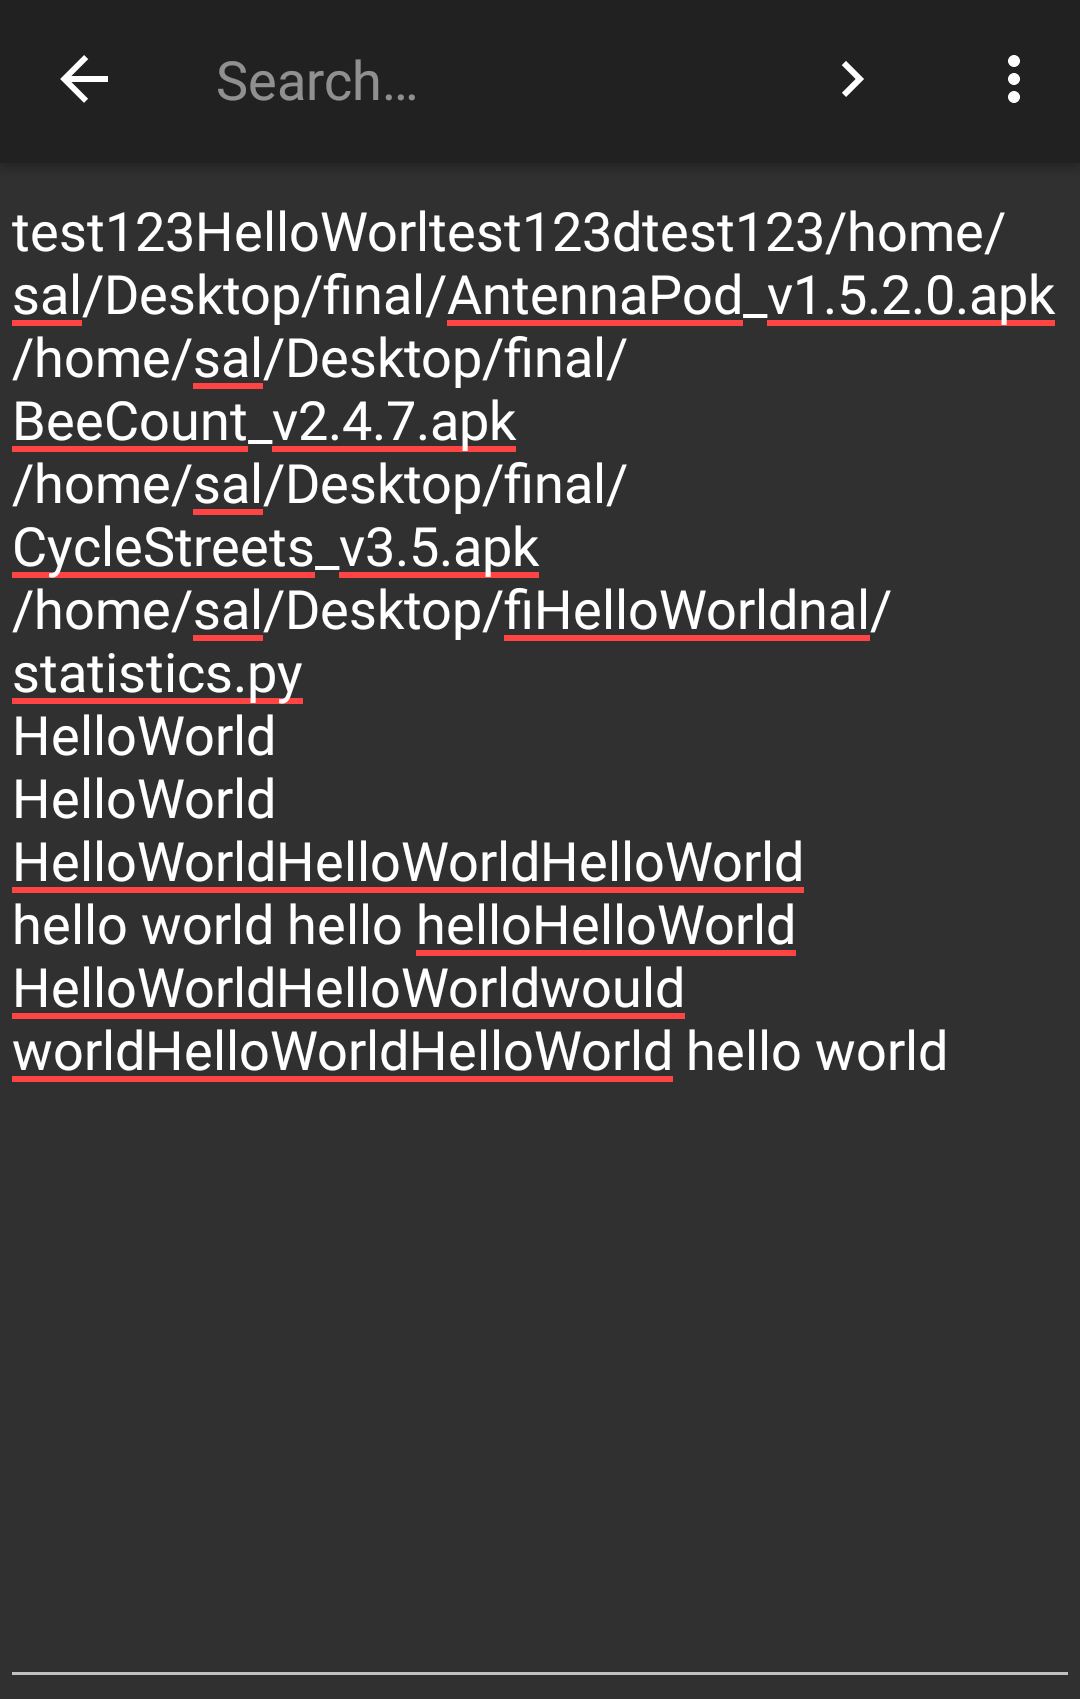 Search...
test123HelloWorltest123dtest123/home/
sal/Desktop/final/AntennaPod_v1.5.2.0.apk
/home/sal/Desktop/final/
BeeCount_v2.4.7.apk
/home/sal/Desktop/final/
CycleStreets_v3.5.apk
/home/sal/Desktop/fiHelloWorldnal/
statistics.py
HelloWorld
HelloWorld
HelloWorldHelloWorldHelloWorld
hello world hello helloHelloWorld
HelloWorldHelloWorldwould
worldHelloWorldHelloWorld hello world